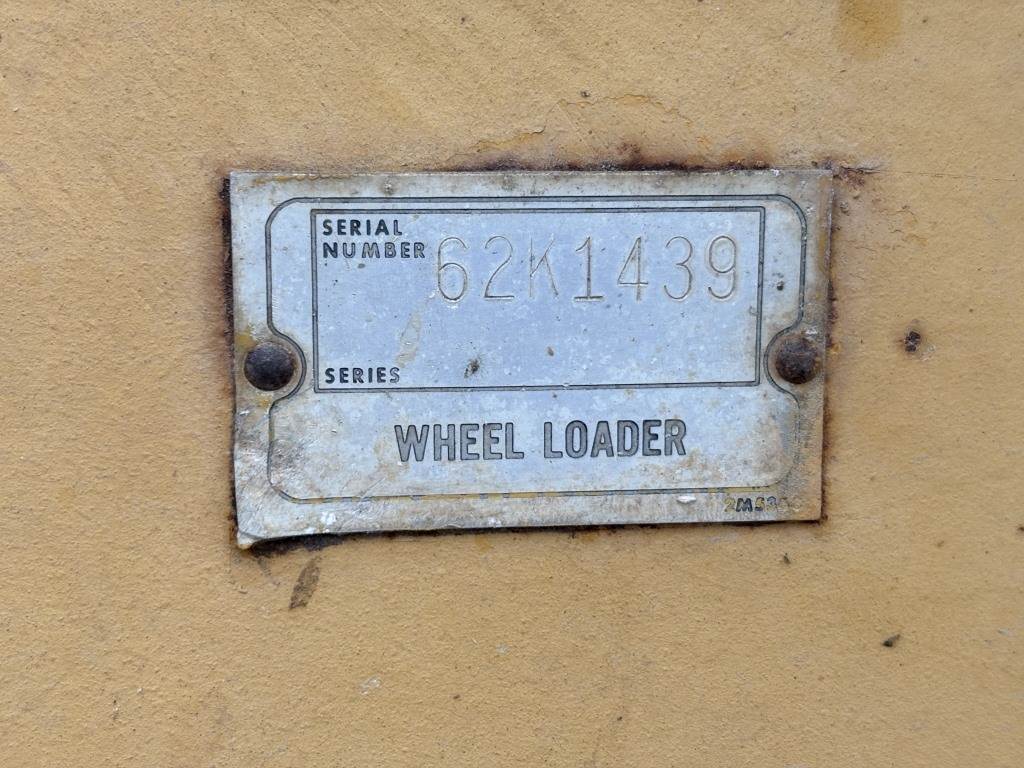 SERIAL
NUMBER 62K1439
SERIES
WHEEL LOADER